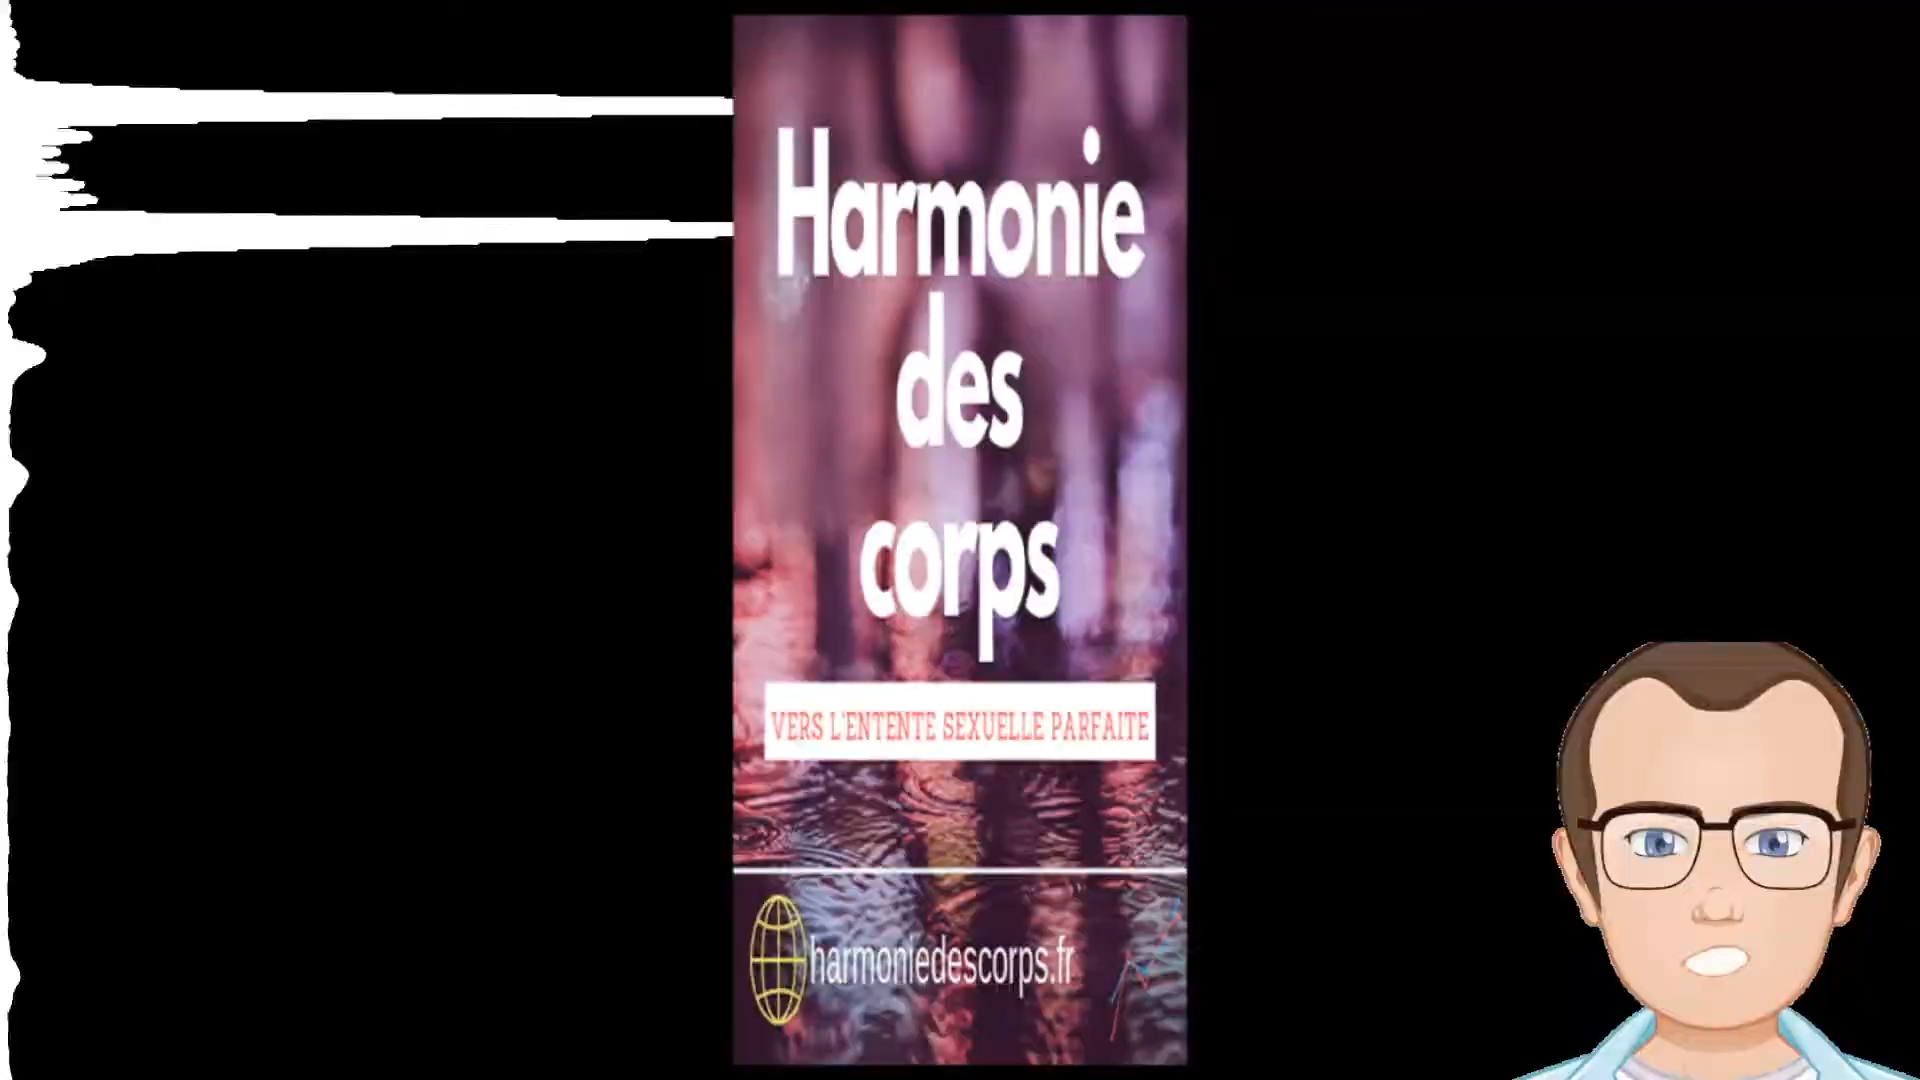 Harmonie
des
corps
VERS L'ENTENTE SEXUELLE PARFAITE
harmoniedescorps.fr